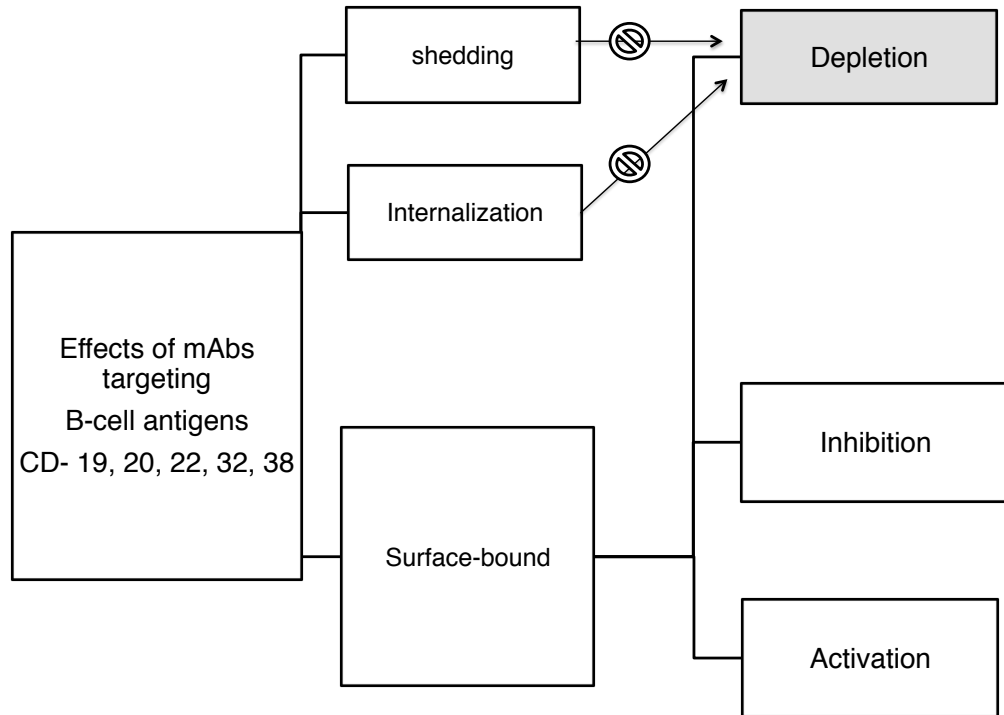 shedding
Depletion
Internalization
Effects of mAbs
targeting
B-cell antigens
CD- 19, 20, 22, 32, 38
Inhibition
Surface-bound
Activation